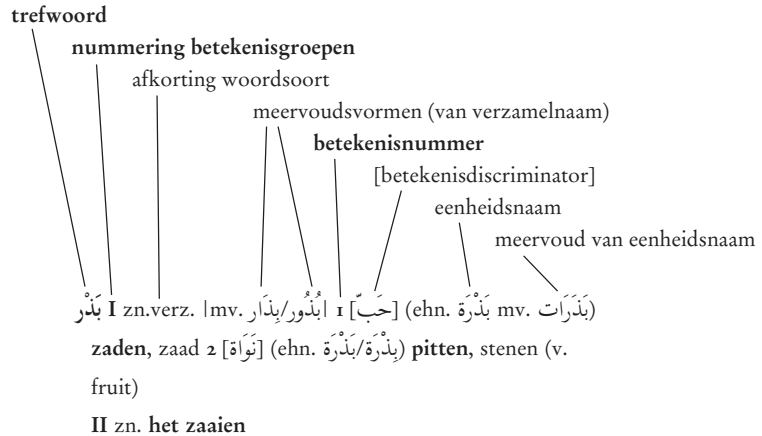 trefwoord
nummering betekenisgroepen
afkorting woordsoort
meervoudsvormen (van verzamelnaam)
betekenisnummer
[betekenisdiscriminator]
eenheidsnaam
meervoud van eenheidsnaam
بَذْر I zn.verz. |mv. بُذُور/بِذَار| 1 [حَبّ] (ehn. بَذْرَة mv. بَذَرَات)
zaden, zaad 2 [نَوَاة] (ehn. بِذْرَة/بَذْرَة) pitten, stenen (v.
fruit)
II zn. het zaaien